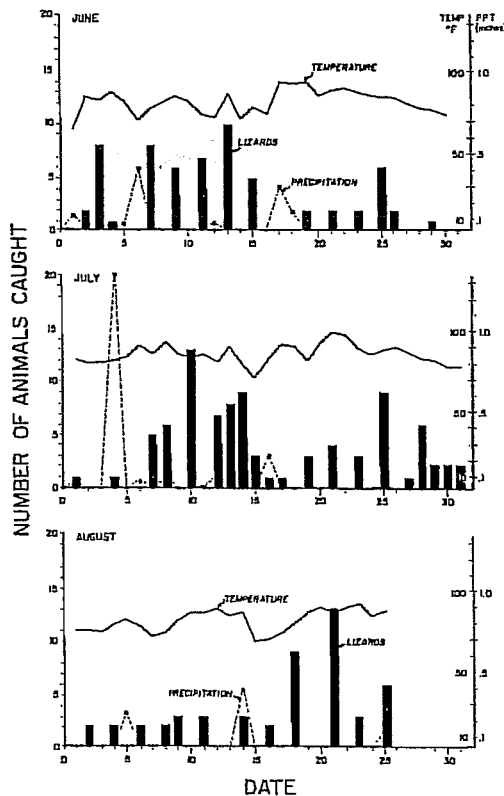 JUNE
TEMP PPT
°F (inches)
20
15
10
5
0
100 1.0
50 .5
10 .1
TEMPERATURE
LIZARDS
PRECIPITATION
0 5 10 15 20 25 30
JULY
20
15
10
5
0
100 1.0
50 .5
10 .1
0 5 10 15 20 25 30
AUGUST
20
15
10
5
0
100 1.0
50 .5
10 .1
TEMPERATURE
LIZARDS
PRECIPITATION
10 5 10 15 20 25 30
NUMBER OF ANIMALS CAUGHT
DATE